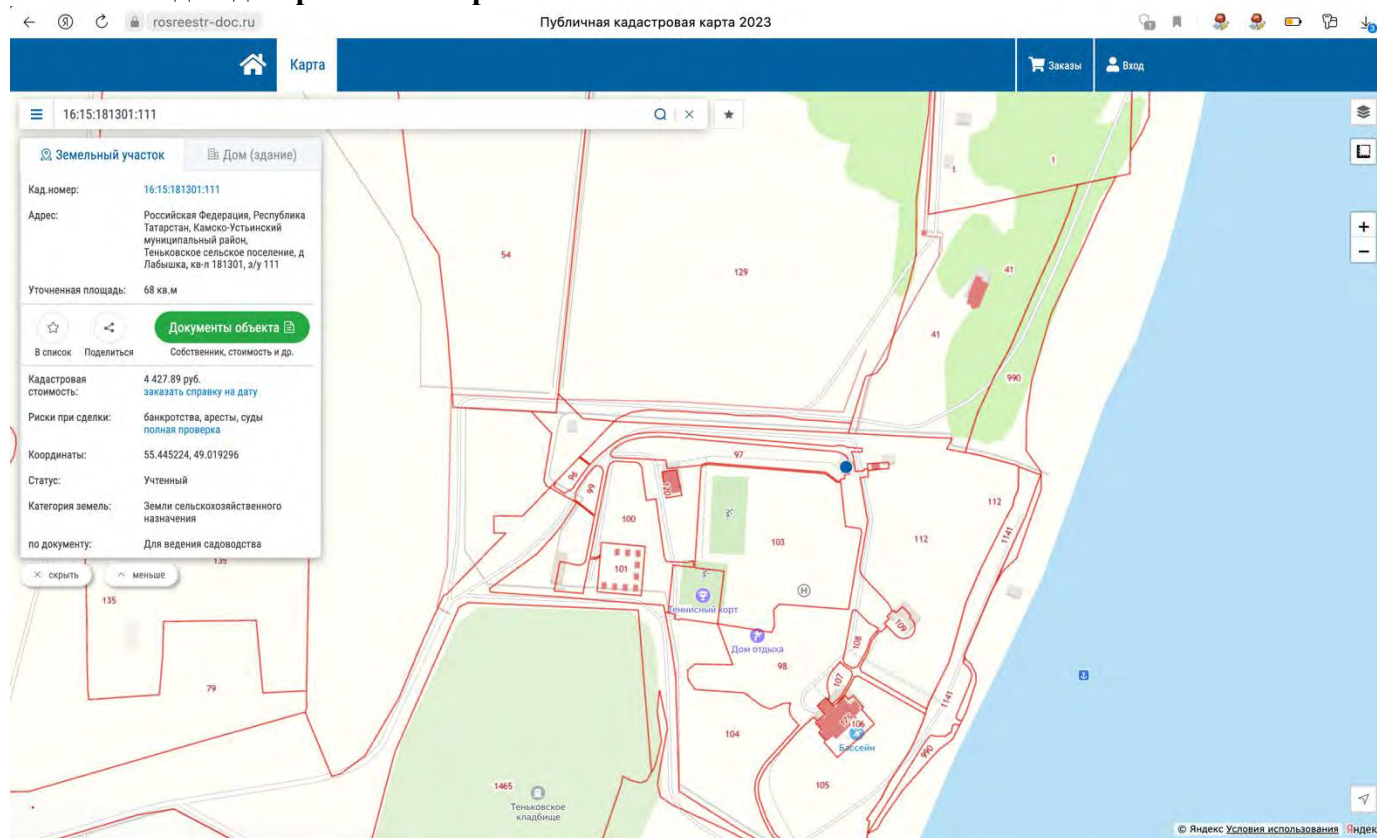 rosreestr-doc.ru
Публичная кадастровая карта 2023
Карта
Заказы
Вход
16:15:181301:111
Земельный участок
Дом (здание)
Кад.номер:
16:15:181301:111
Адрес:
Российская Федерация, Республика
Татарстан, Камско-Устьинский
муниципальный район,
Теньковское сельское поселение, д
Лабышка, кв-л 181301, з/у 111
Уточненная площадь:
68 кв.м
Документы объекта
В список
Поделиться
Собственник, стоимость и др.
Кадастровая
стоимость:
4 427.89 руб.
заказать справку на дату
Риски при сделки:
банкротства, аресты, суды
полная проверка
Координаты:
55.445224, 49.019296
Статус:
Учтенный
Категория земель:
Земли сельскохозяйственного
назначения
по документу:
Для ведения садоводства
скрыть
меньше
135
135
79
54
129
1
1
41
41
990
97
96
99
120
100
101
103
112
112
1141
Теннисный корт
H
Дом отдыха
98
109
108
107
106
Бассейн
104
105
1141
990
1465
Теньковское
кладбище
© Яндекс Условия использования Яндек